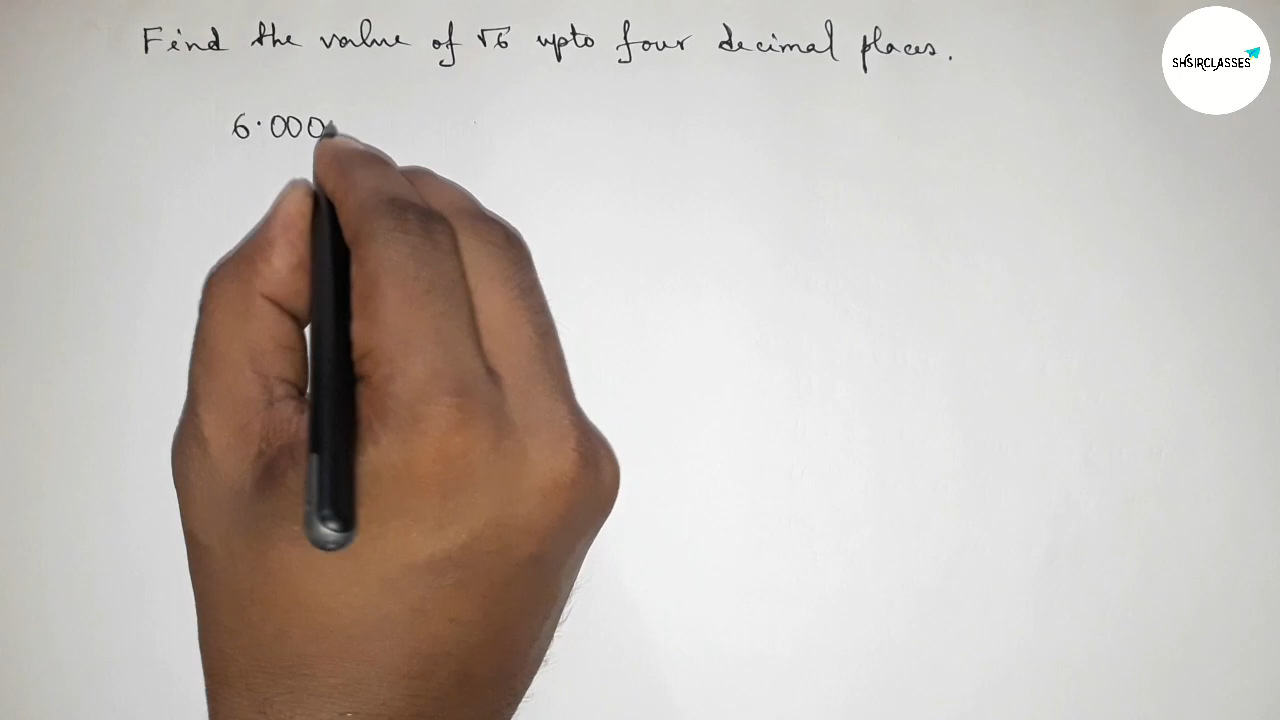 Find the value of √6 upto four decimal places.
SHSIRCLASSES
6.000